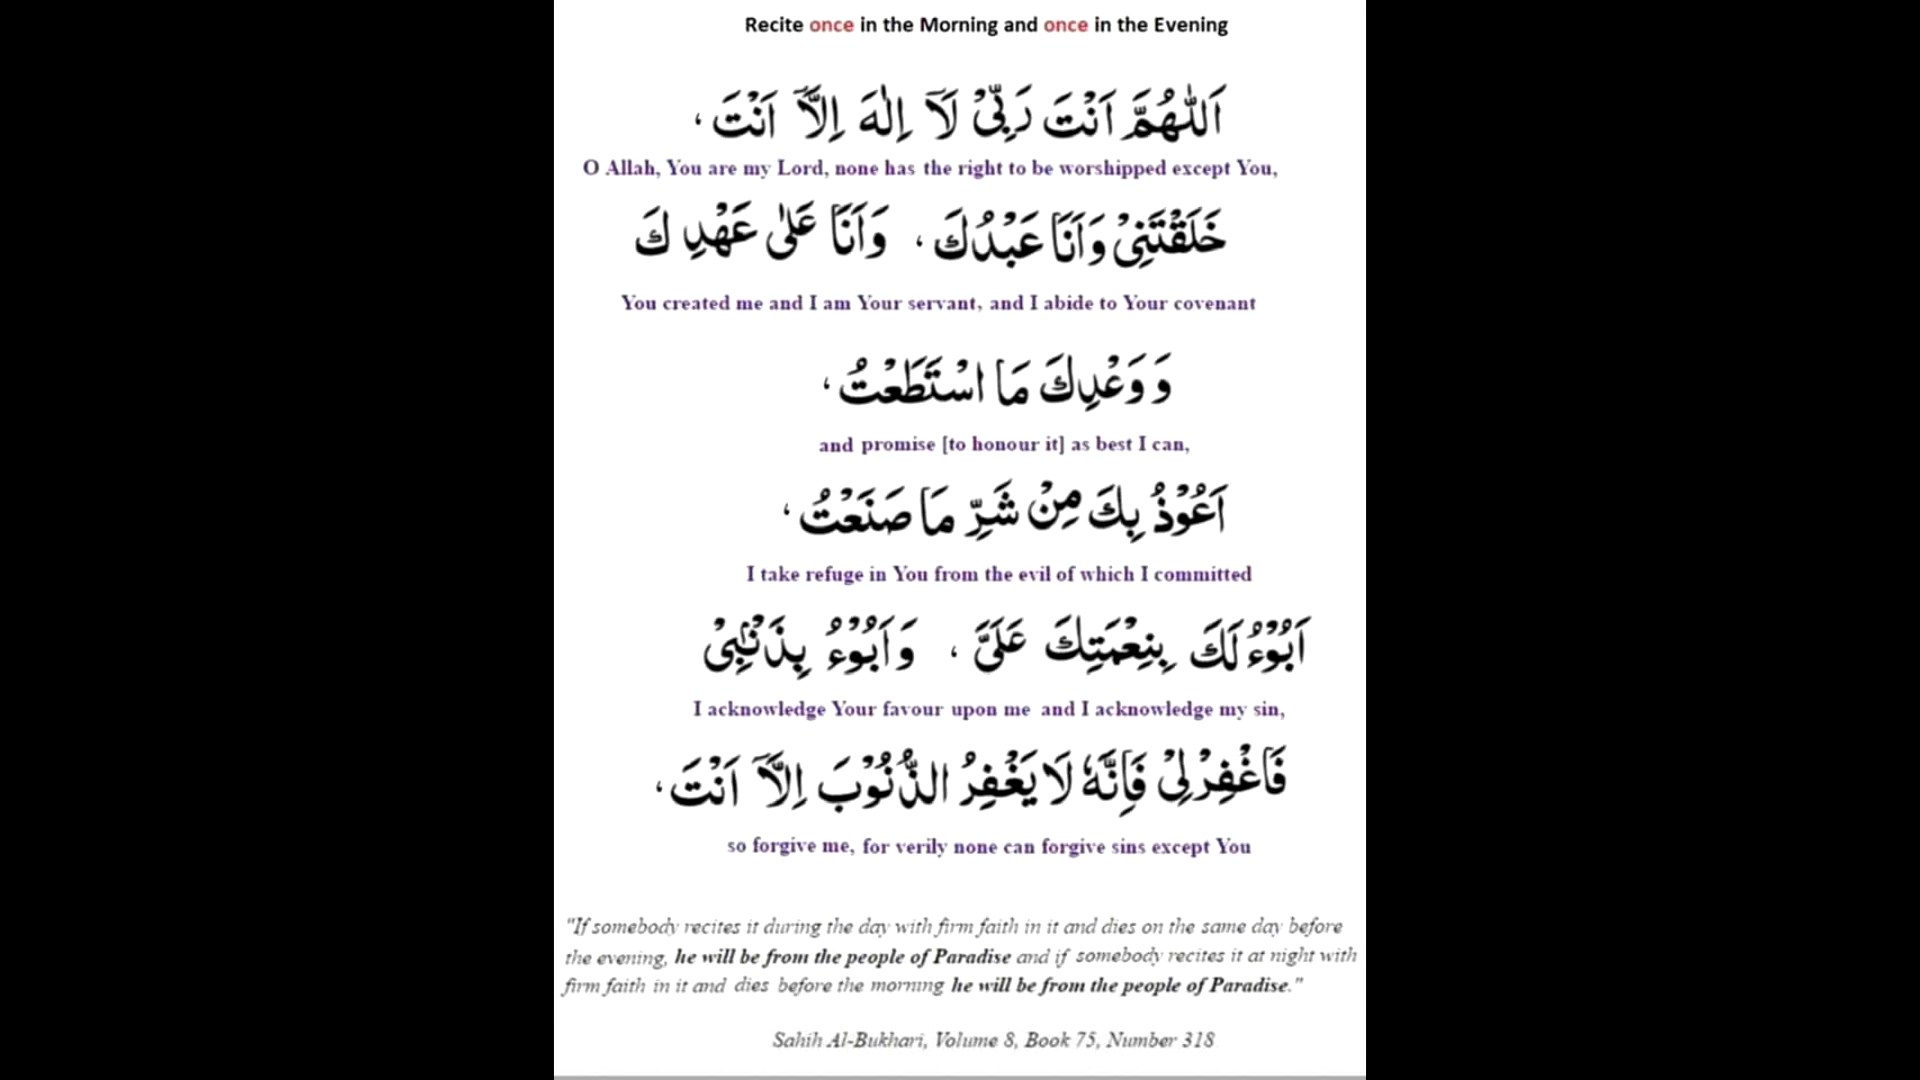 Recite once in the Morning and once in the Evening
اَللّٰهُمَّ اَنْتَ رَبِّىْ لَآ اِلٰهَ اِلَّآ اَنْتَ،
O Allah, You are my Lord, none has the right to be worshipped except You,
خَلَقْتَنِىْ وَاَنَا عَبْدُكَ، وَاَنَا عَلٰى عَهْدِكَ
You created me and I am Your servant, and I abide to Your covenant
وَوَعْدِكَ مَا اسْتَطَعْتُ،
and promise [to honour it] as best I can,
اَعُوْذُ بِكَ مِنْ شَرِّ مَا صَنَعْتُ،
I take refuge in You from the evil of which I committed
اَبُوْءُ لَكَ بِنِعْمَتِكَ عَلَىَّ، وَاَبُوْءُ بِذَنْۢبِىْ
I acknowledge Your favour upon me and I acknowledge my sin,
فَاغْفِرْلِىْ فَاِنَّهٗ لَا يَغْفِرُ الذُّنُوْبَ اِلَّآ اَنْتَ،
so forgive me, for verily none can forgive sins except You
"If somebody recites it during the day with firm faith in it and dies on the same day before
the evening, he will be from the people of Paradise and if somebody recites it at night with
firm faith in it and dies before the morning he will be from the people of Paradise."
Sahih Al-Bukhari, Volume 8, Book 75, Number 318